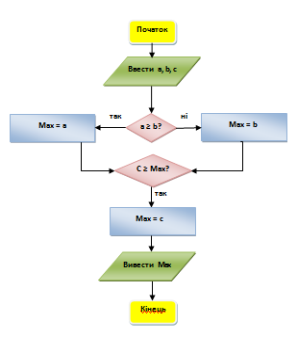 Початок
Ввести a, b, c
так
ні
Max = a
a ≥ b?
Max = b
C ≥ Max?
так
Max = c
Вивести Max
Кінець